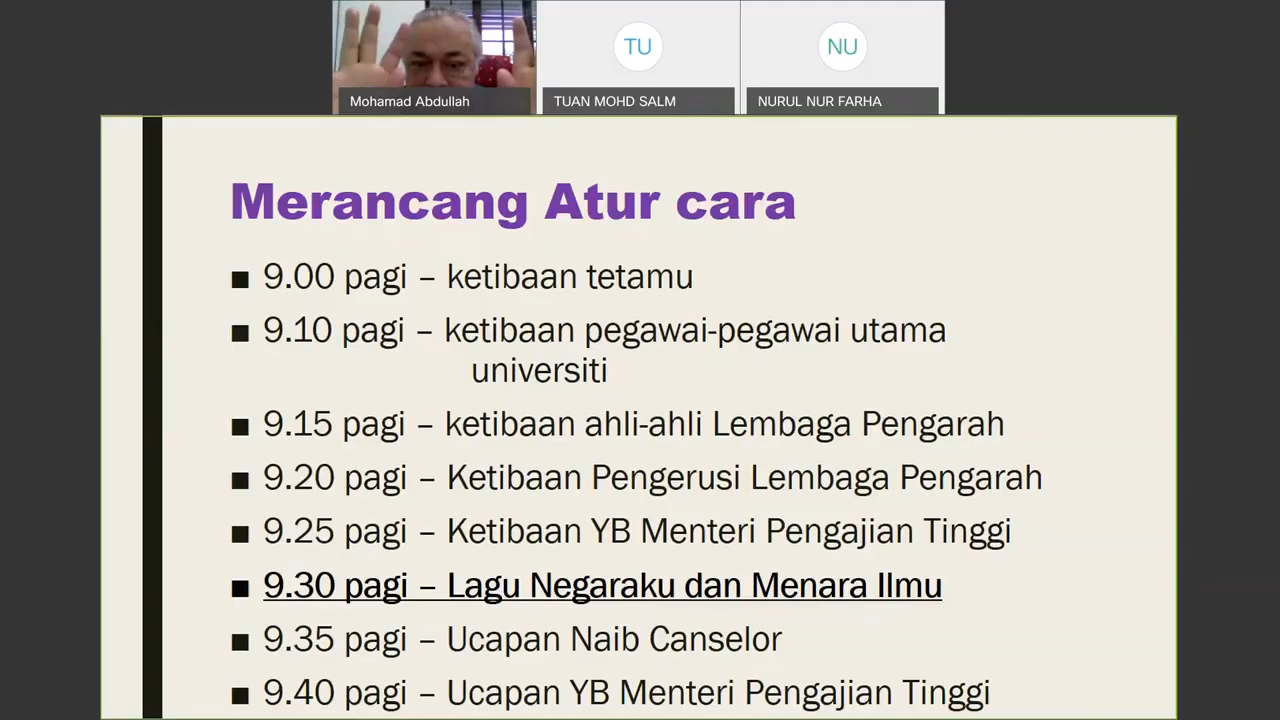 TU
NU
Mohamad Abdullah
TUAN MOHD SALM
NURUL NUR FARHA
Merancang Atur cara
■ 9.00 pagi – ketibaan tetamu
■ 9.10 pagi – ketibaan pegawai-pegawai utama
universiti
■ 9.15 pagi – ketibaan ahli-ahli Lembaga Pengarah
■ 9.20 pagi – Ketibaan Pengerusi Lembaga Pengarah
■ 9.25 pagi – Ketibaan YB Menteri Pengajian Tinggi
■ 9.30 pagi – Lagu Negaraku dan Menara Ilmu
■ 9.35 pagi – Ucapan Naib Canselor
■ 9.40 pagi – Ucapan YB Menteri Pengajian Tinggi